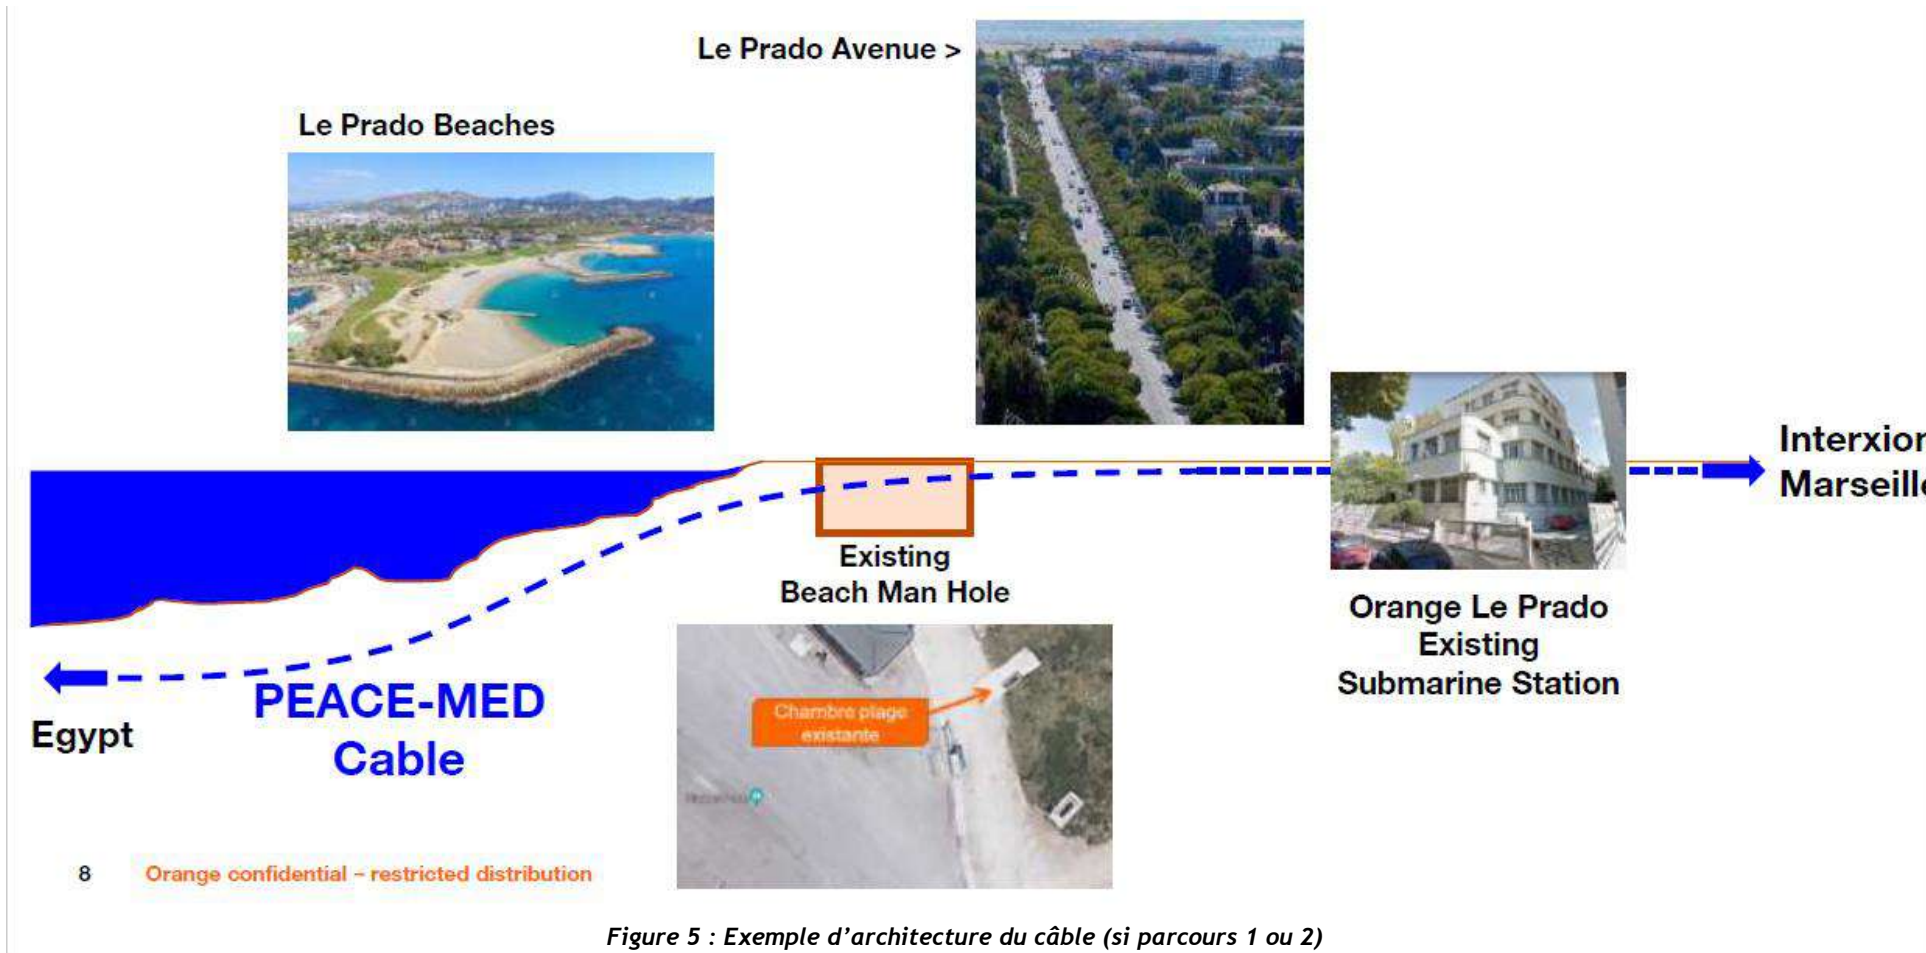 Le Prado Avenue >
Le Prado Beaches
Interxion
Marseille
Existing
Beach Man Hole
Orange Le Prado
Existing
Submarine Station
PEACE-MED
Cable
Egypt
Chambre plage
existante
8 Orange confidential – restricted distribution
Figure 5 : Exemple d'architecture du câble (si parcours 1 ou 2)